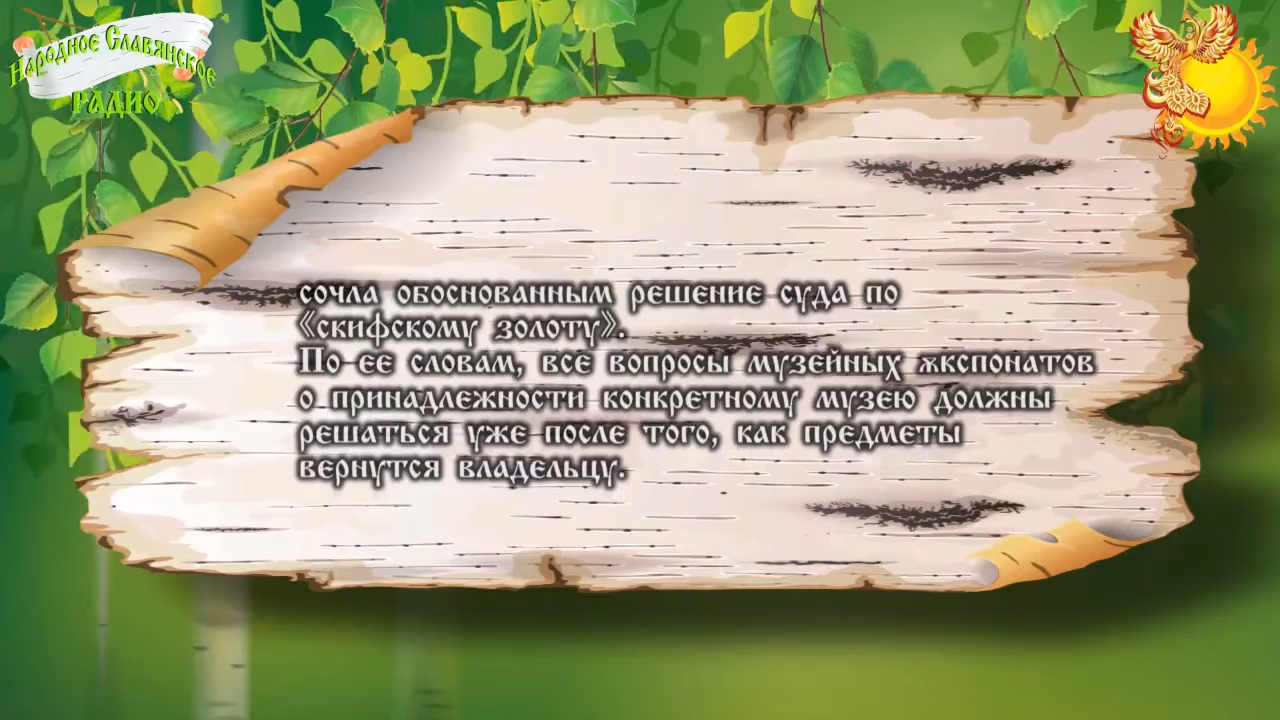 Народное Славянское
РАДИО
сочла обоснованным решение суда по
《скифскому золоту》.
По ее словам, все вопросы музейных ѫкспонатов
о принадлежности конкретному музею должны
решаться уже после того, как предметы
вернутся владельцу.